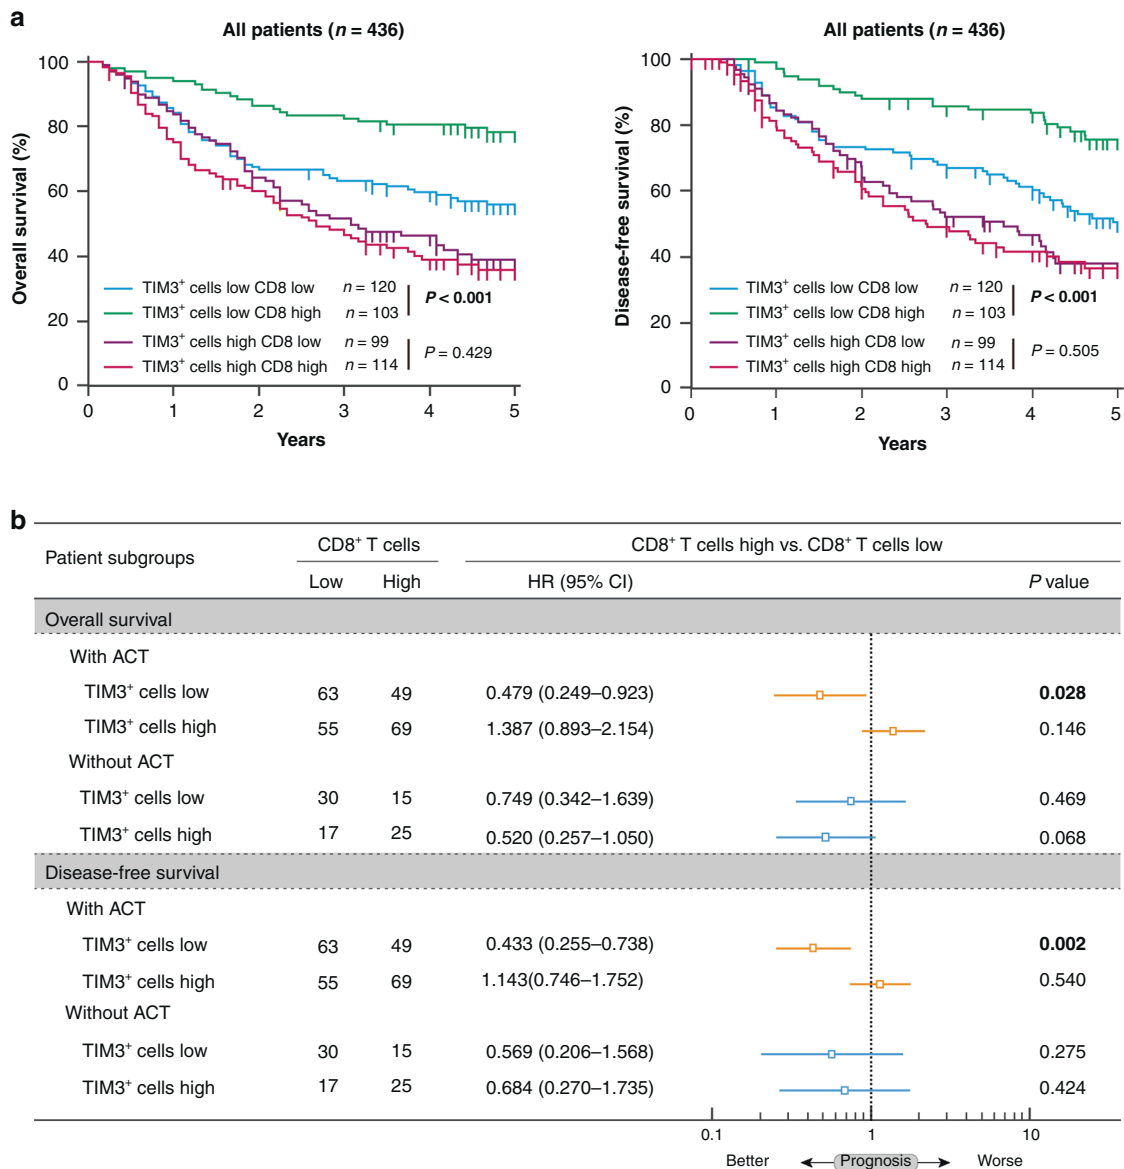 a
All patients (n = 436)
Overall survival (%)
100
80
60
40
20
0
TIM3+ cells low CD8 low n = 120
TIM3+ cells low CD8 high n = 103
P < 0.001
TIM3+ cells high CD8 low n = 99
TIM3+ cells high CD8 high n = 114
P = 0.429
0 1 2 3 4 5
Years
All patients (n = 436)
Disease-free survival (%)
100
80
60
40
20
0
TIM3+ cells low CD8 low n = 120
TIM3+ cells low CD8 high n = 103
P < 0.001
TIM3+ cells high CD8 low n = 99
TIM3+ cells high CD8 high n = 114
P = 0.505
0 1 2 3 4 5
Years
b
Patient subgroups CD8+ T cells CD8+ T cells high vs. CD8+ T cells low
Low High HR (95% CI) P value
Overall survival
With ACT
TIM3+ cells low 63 49 0.479 (0.249–0.923) 0.028
TIM3+ cells high 55 69 1.387 (0.893–2.154) 0.146
Without ACT
TIM3+ cells low 30 15 0.749 (0.342–1.639) 0.469
TIM3+ cells high 17 25 0.520 (0.257–1.050) 0.068
Disease-free survival
With ACT
TIM3+ cells low 63 49 0.433 (0.255–0.738) 0.002
TIM3+ cells high 55 69 1.143(0.746–1.752) 0.540
Without ACT
TIM3+ cells low 30 15 0.569 (0.206–1.568) 0.275
TIM3+ cells high 17 25 0.684 (0.270–1.735) 0.424
0.1 1 10
Better Prognosis Worse